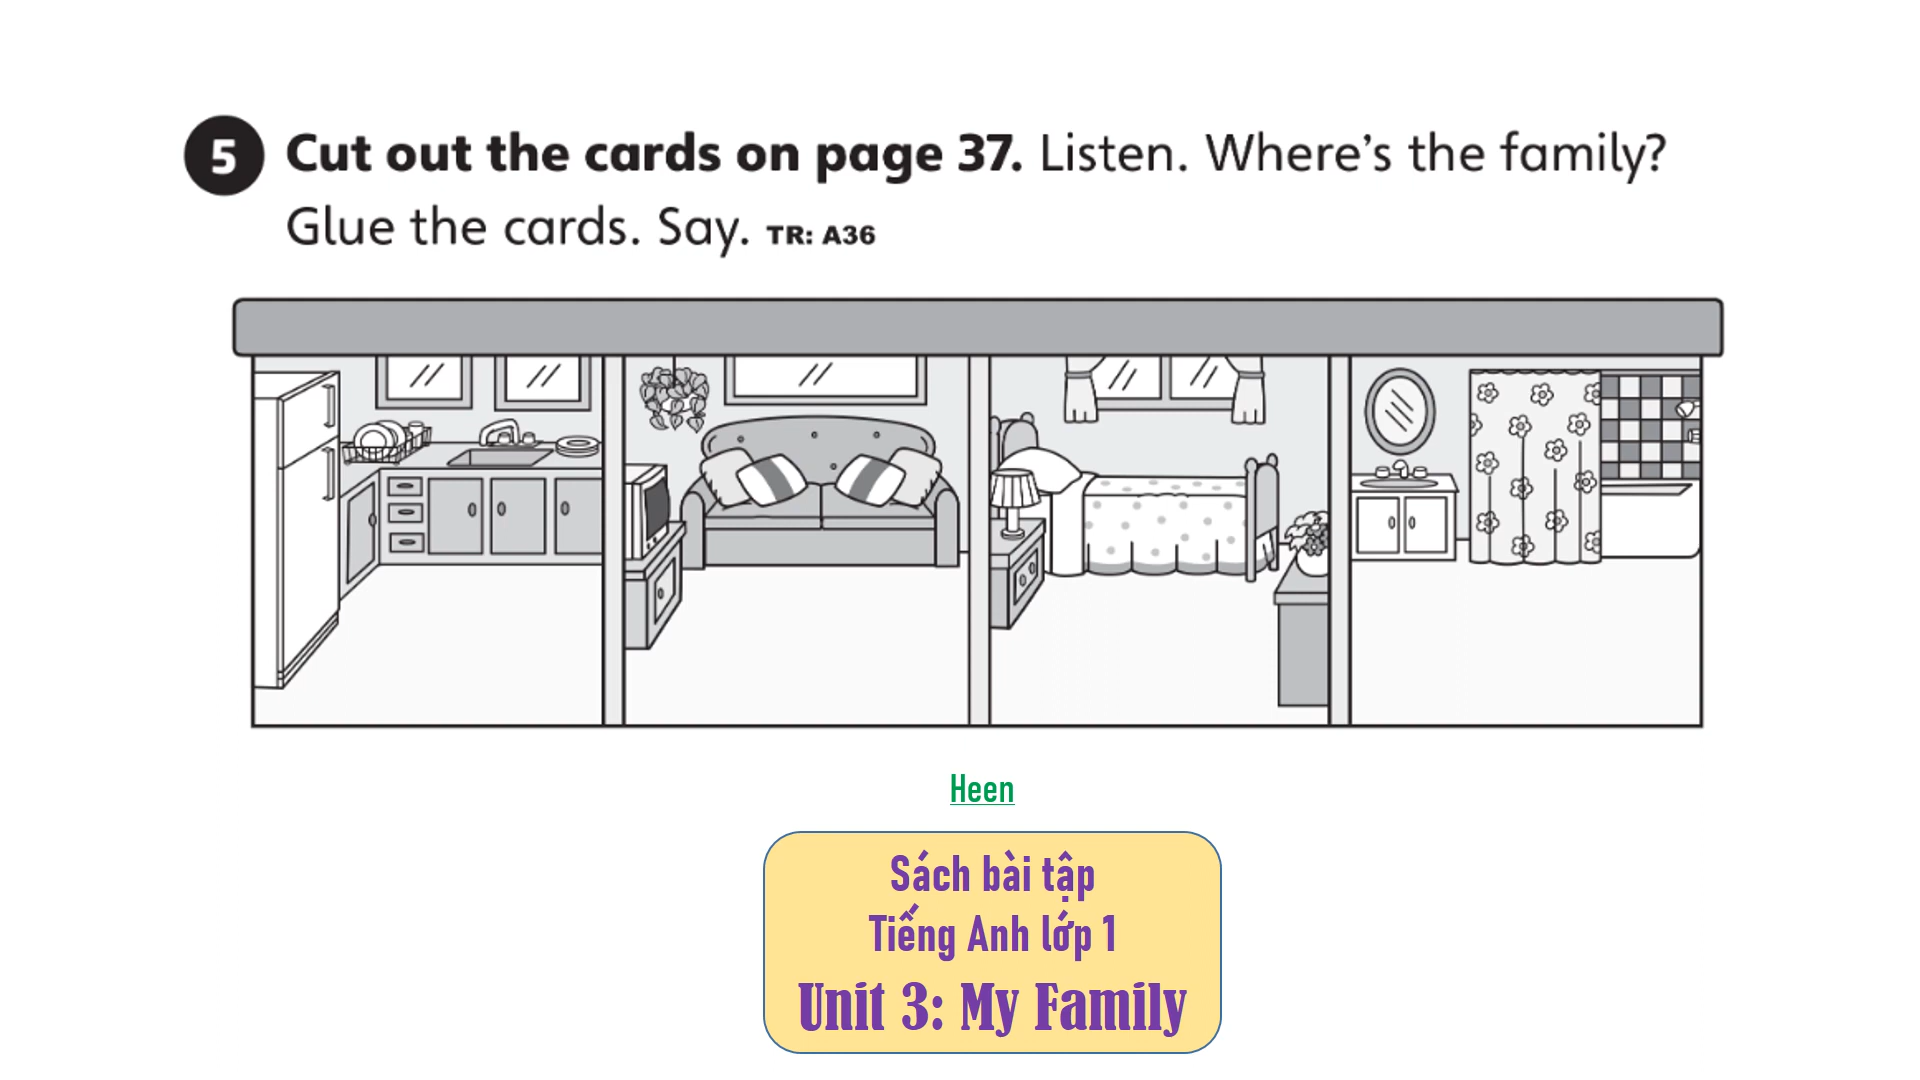 5 Cut out the cards on page 37. Listen. Where’s the family?
Glue the cards. Say. TR: A36
Heen
Sách bài tập
Tiếng Anh lớp 1
Unit 3: My Family